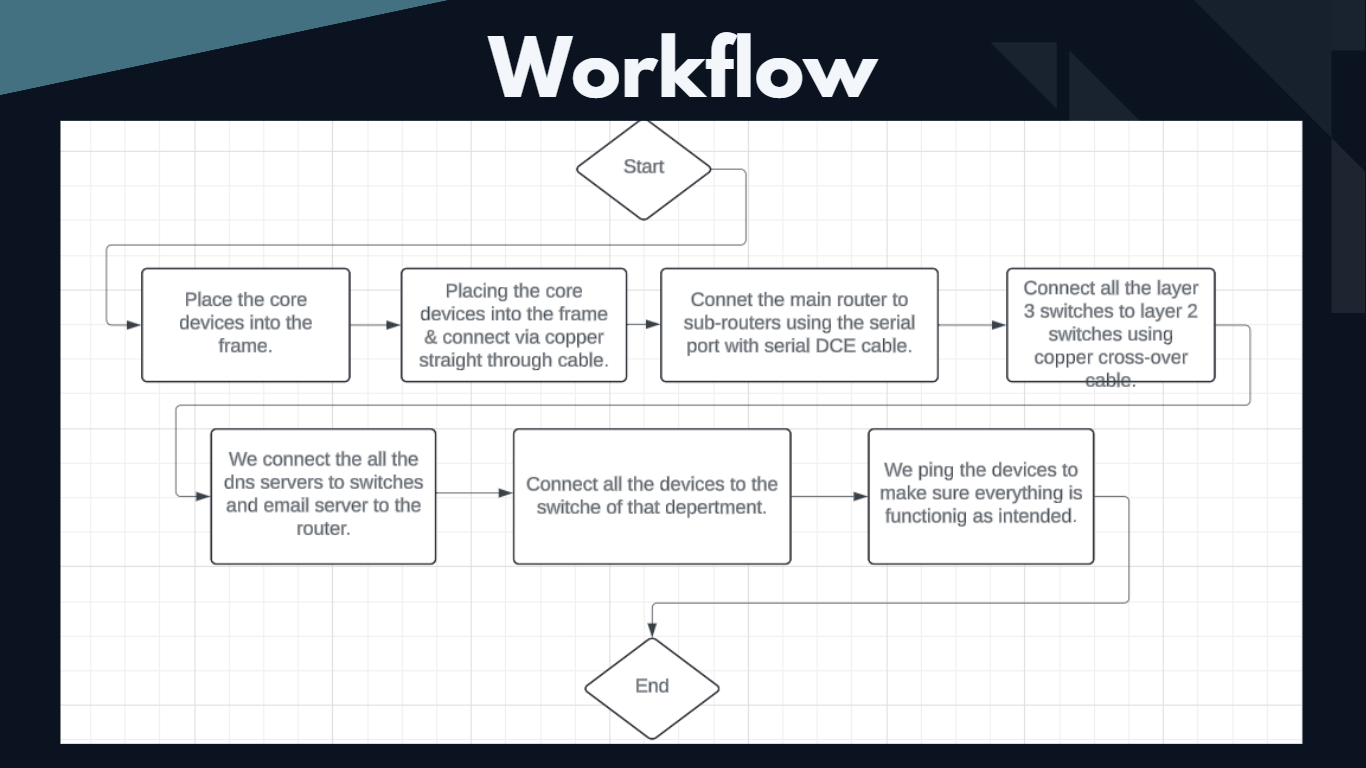 Workflow
Start
Place the core
devices into the
frame.
Placing the core
devices into the frame
& connect via copper
straight through cable.
Connet the main router to
sub-routers using the serial
port with serial DCE cable.
Connect all the layer
3 switches to layer 2
switches using
copper cross-over
cable.
We connect the all the
dns servers to switches
and email server to the
router.
Connect all the devices to the
switche of that depertment.
We ping the devices to
make sure everything is
functionig as intended.
End